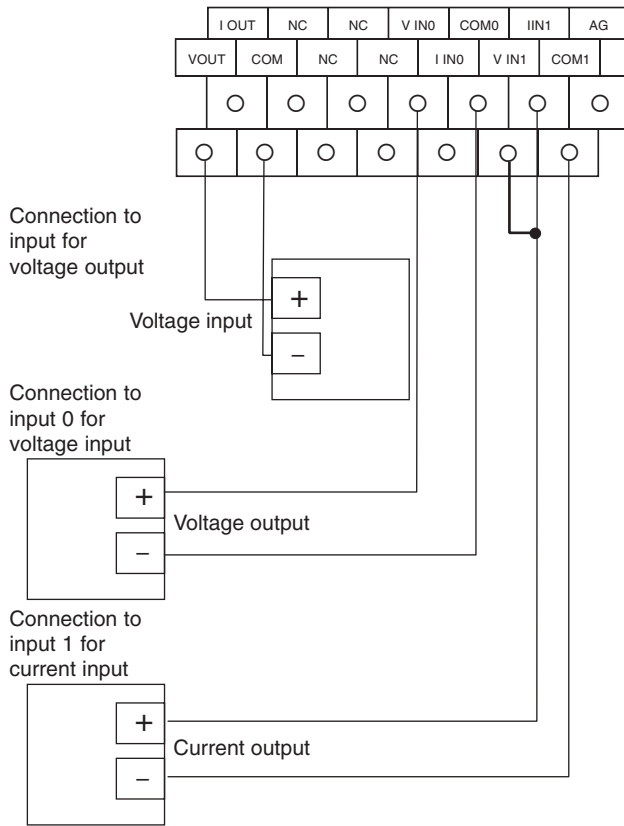 I OUT NC NC V IN0 COM0 IIN1 AG
VOUT COM NC NC I IN0 V IN1 COM1
Connection to
input for
voltage output
+
Voltage input
−
Connection to
input 0 for
voltage input
+
Voltage output
−
Connection to
input 1 for
current input
+
Current output
−